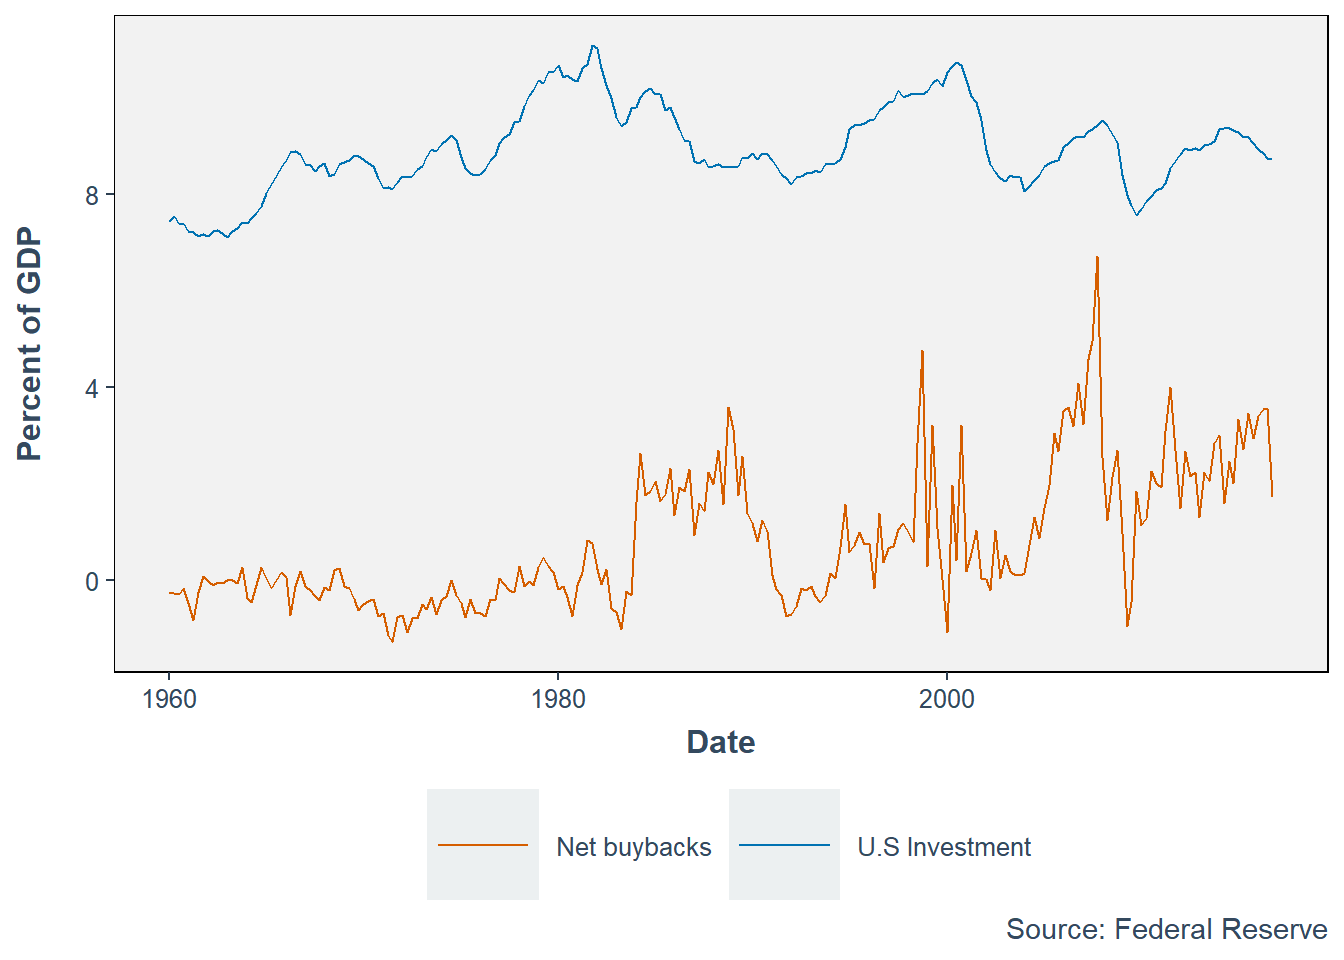 Percent of GDP
8
4
0
1960 1980 2000
Date
Net buybacks U.S Investment
Source: Federal Reserve